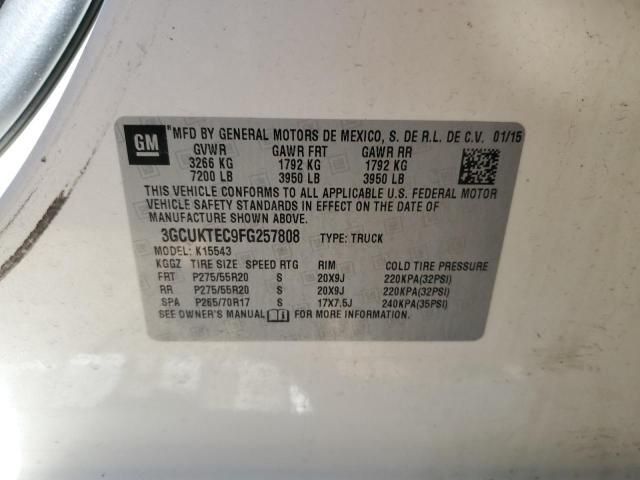 GM "MFD BY GENERAL MOTORS DE MEXICO, S. DE R.L. DE C.V. 01/15
GVWR GAWR FRT GAWR RR
3266 KG 1792 KG 1792 KG
7200 LB 3950 LB 3950 LB
THIS VEHICLE CONFORMS TO ALL APPLICABLE U.S. FEDERAL MOTOR
VEHICLE SAFETY STANDARDS IN EFFECT ON THE DATE OF
MANUFACTURE SHOWN ABOVE.
3GCUKTEC9FG257808 TYPE: TRUCK
MODEL: K15543
KGGZ TIRE SIZE SPEED RTG RIM COLD TIRE PRESSURE
FRT P275/55R20 S 20X9J 220KPA(32PSI)
RR P275/55R20 S 20X9J 220KPA(32PSI)
SPA P265/70R17 S 17X7.5J 240KPA(35PSI)
SEE OWNER'S MANUAL FOR MORE INFORMATION.